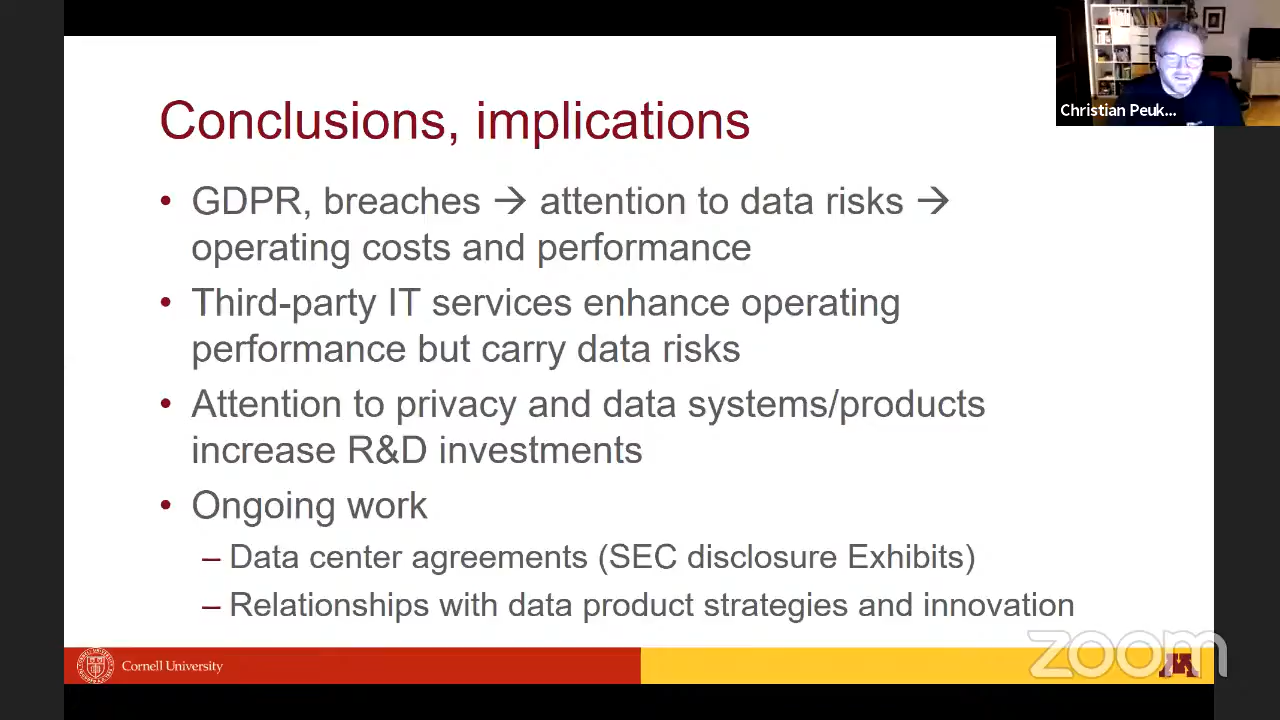 Conclusions, implications
Christian Peuk...
• GDPR, breaches → attention to data risks →
operating costs and performance
• Third-party IT services enhance operating
performance but carry data risks
• Attention to privacy and data systems/products
increase R&D investments
• Ongoing work
– Data center agreements (SEC disclosure Exhibits)
– Relationships with data product strategies and innovation
Cornell University
zoom
M